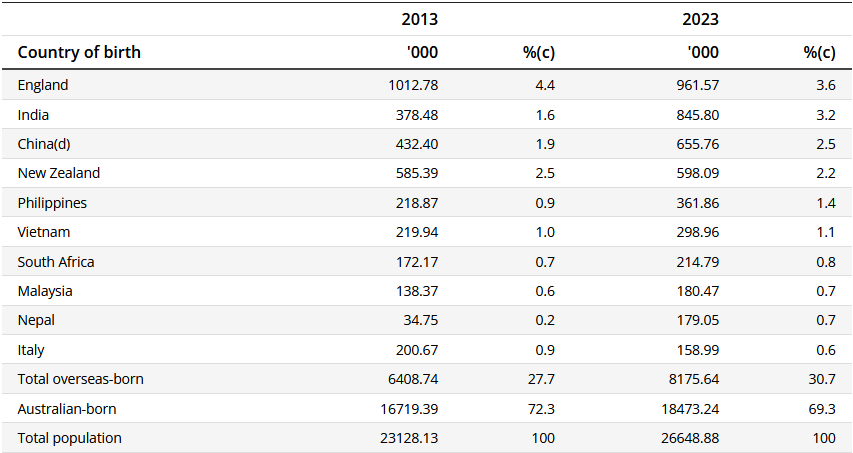 2013 2023
Country of birth '000 %(c) '000 %(c)
England 1012.78 4.4 961.57 3.6
India 378.48 1.6 845.80 3.2
China(d) 432.40 1.9 655.76 2.5
New Zealand 585.39 2.5 598.09 2.2
Philippines 218.87 0.9 361.86 1.4
Vietnam 219.94 1.0 298.96 1.1
South Africa 172.17 0.7 214.79 0.8
Malaysia 138.37 0.6 180.47 0.7
Nepal 34.75 0.2 179.05 0.7
Italy 200.67 0.9 158.99 0.6
Total overseas-born 6408.74 27.7 8175.64 30.7
Australian-born 16719.39 72.3 18473.24 69.3
Total population 23128.13 100 26648.88 100